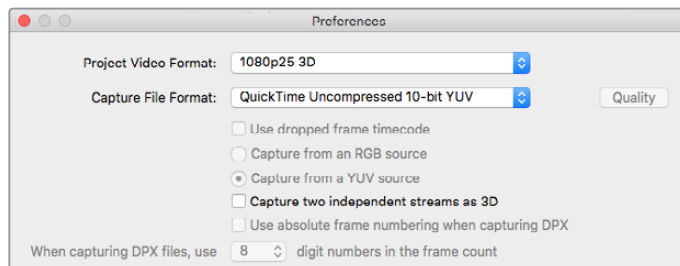 Preferences
Project Video Format: 1080p25 3D
Capture File Format: QuickTime Uncompressed 10-bit YUV Quality
Use dropped frame timecode
Capture from an RGB source
Capture from a YUV source
Capture two independent streams as 3D
Use absolute frame numbering when capturing DPX
When capturing DPX files, use 8 digit numbers in the frame count